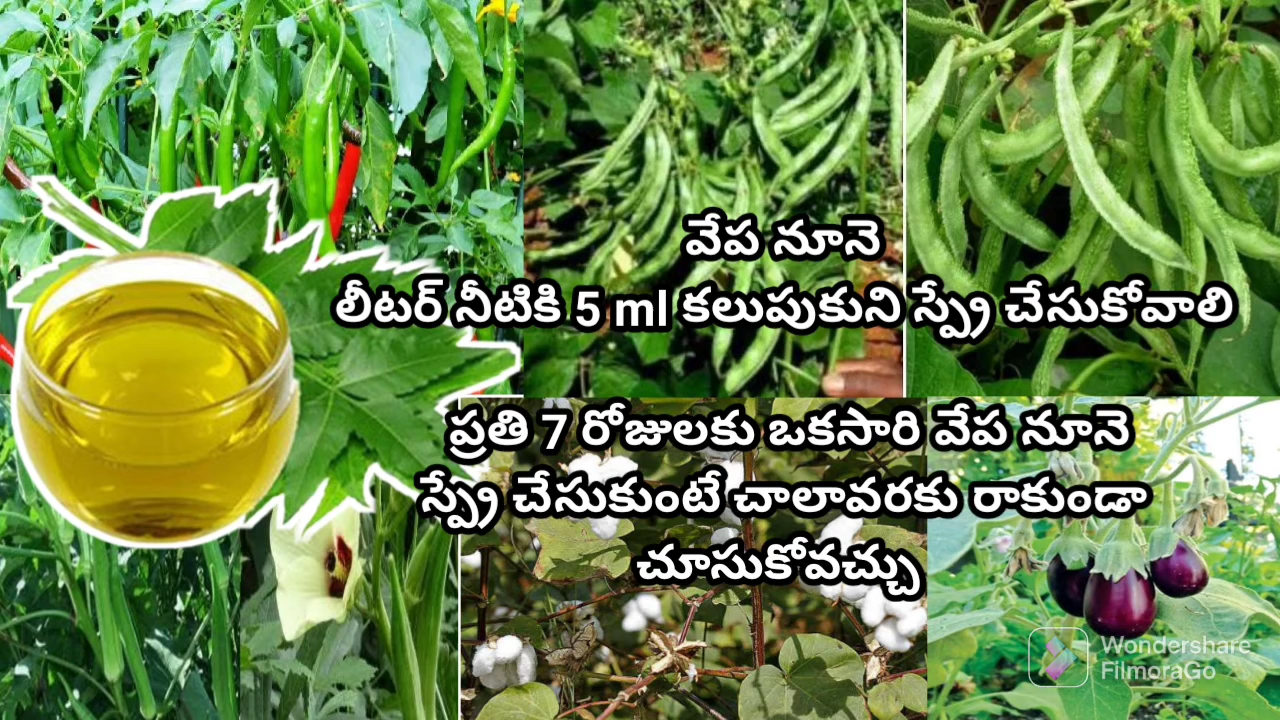 వేప నూనె
లీటర్ నీటికి 5 ml కలుపుకుని స్ప్రే చేసుకోవాలి
ప్రతి 7 రోజులకు ఒకసారి వేప నూనె
స్ప్రే చేసుకుంటే చాలావరకు రాకుండా
చూసుకోవచ్చు
Wondershare
FilmoraGo